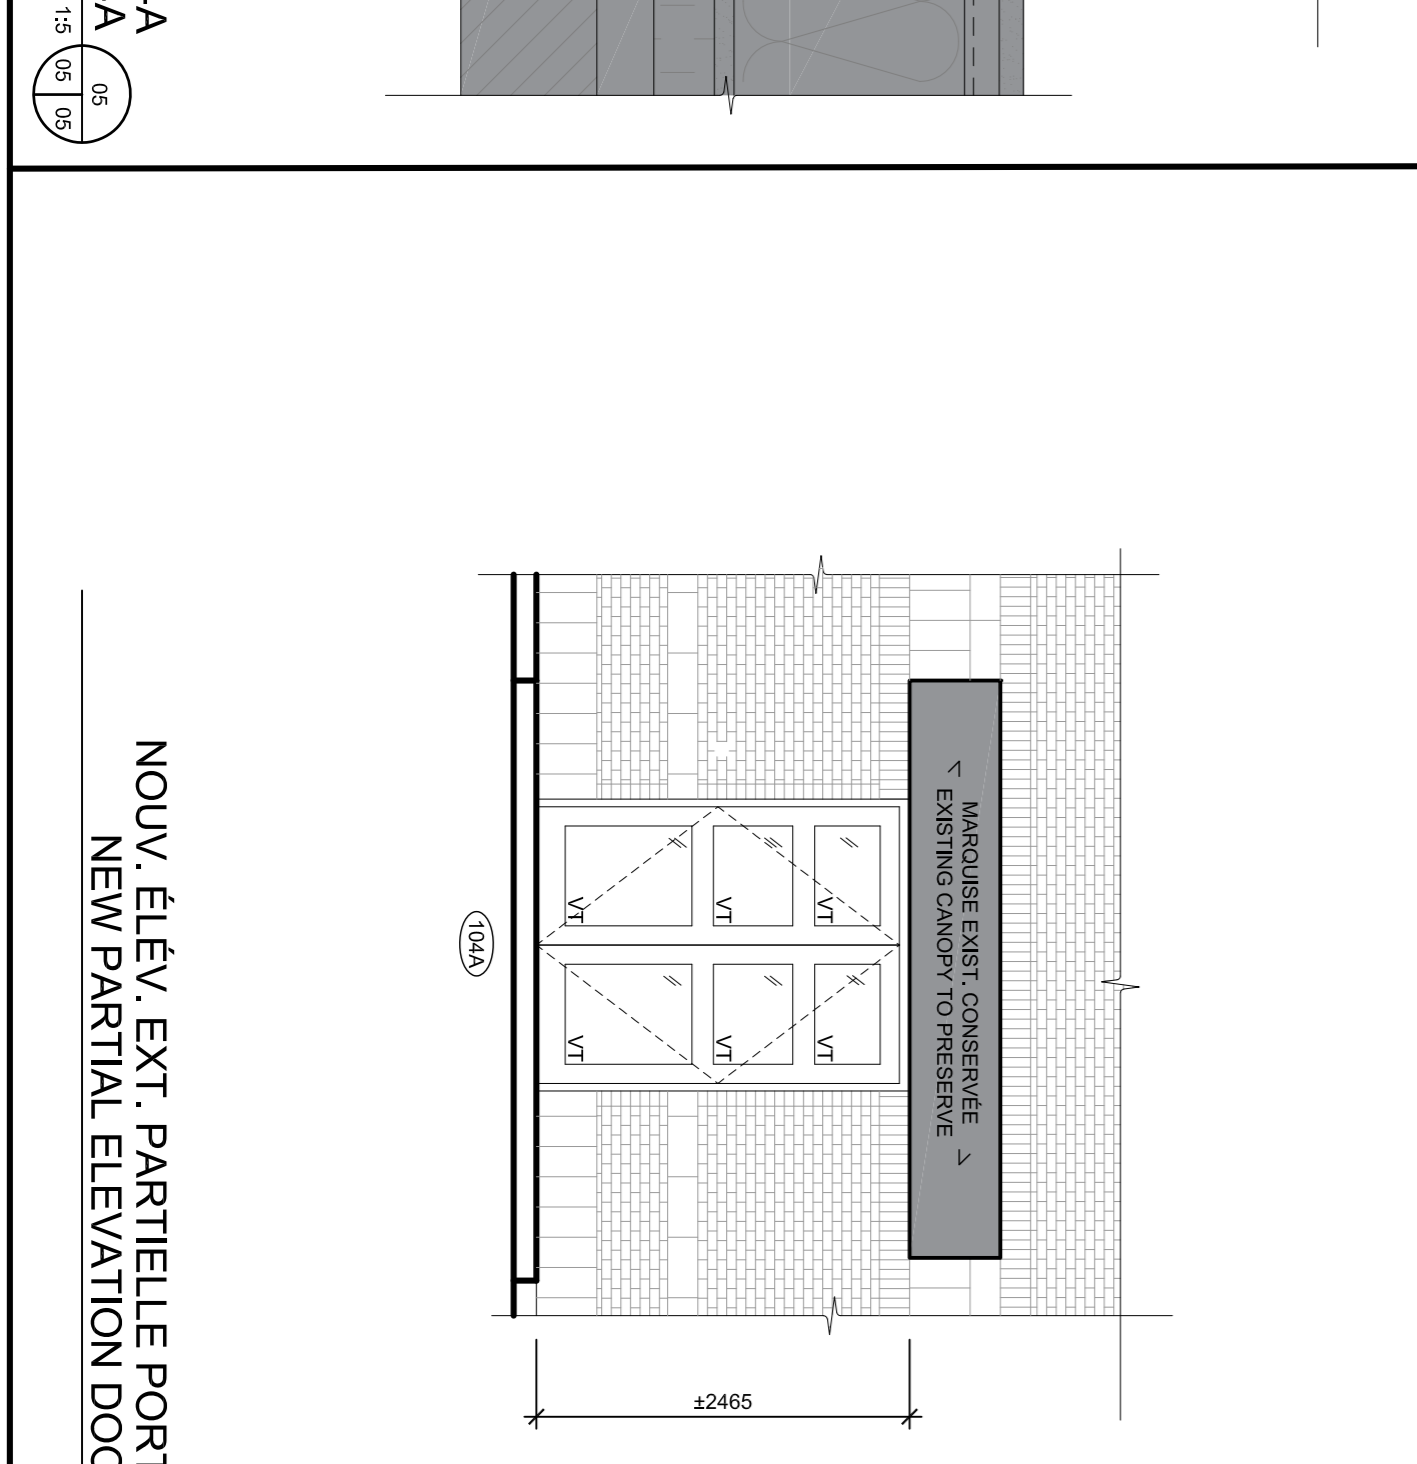 -A
-A
1:5
05
05
05
< MARQUISE EXIST. CONSERVÉE
EXISTING CANOPY TO PRESERVE >
VT
VT
VT
VT
VT
VT
104A
±2465
NOUV. ÉLÉV. EXT. PARTIELLE PORT
NEW PARTIAL ELEVATION DOO